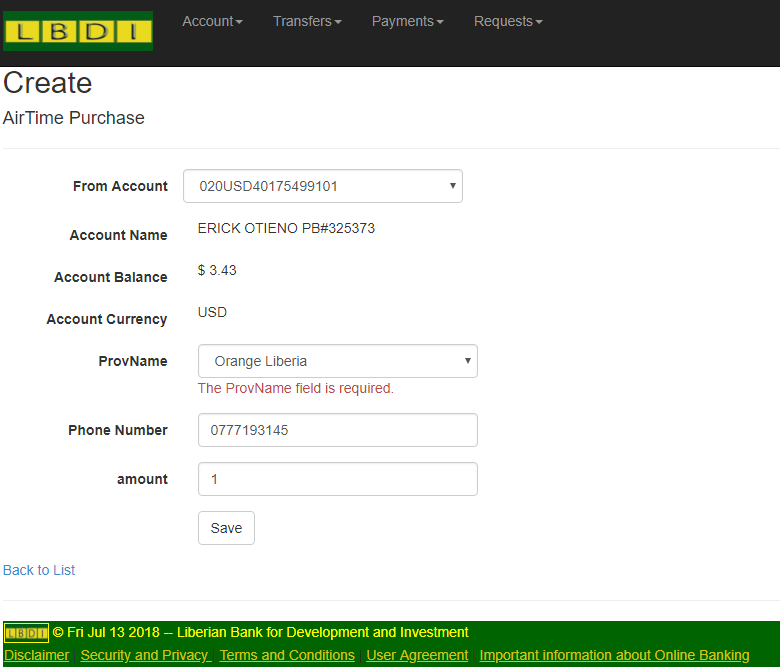 LBDI Account Transfers Payments Requests
Create
AirTime Purchase
From Account 020USD40175499101
Account Name ERICK OTIENO PB#325373
Account Balance $ 3.43
Account Currency USD
ProvName Orange Liberia
The ProvName field is required.
Phone Number 0777193145
amount 1
Save
Back to List
LBDI © Fri Jul 13 2018 -- Liberian Bank for Development and Investment
Disclaimer | Security and Privacy | Terms and Conditions | User Agreement | Important information about Online Banking